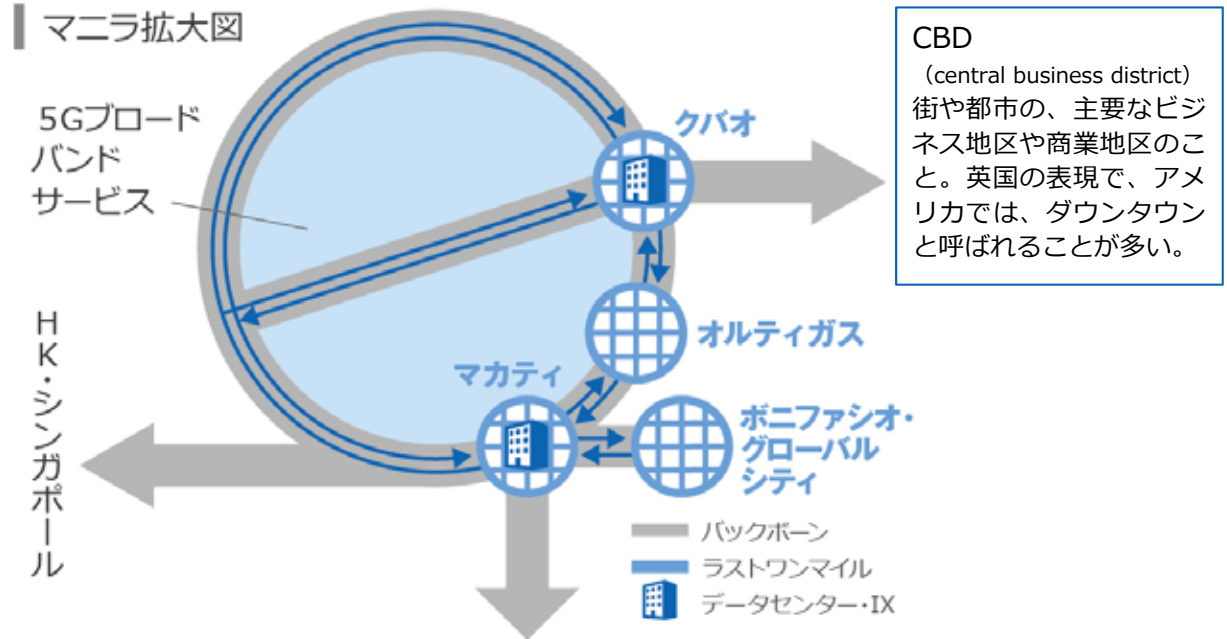 マニラ拡大図
5Gブロード
バンド
サービス
HK・シンガポール
クバオ
オルティガス
マカティ
ボニファシオ・
グローバル
シティ
バックボーン
ラストワンマイル
データセンター・IX
CBD
（central business district）
街や都市の、主要なビジ
ネス地区や商業地区のこ
と。英国の表現で、アメ
リカでは、ダウンタウン
と呼ばれることが多い。